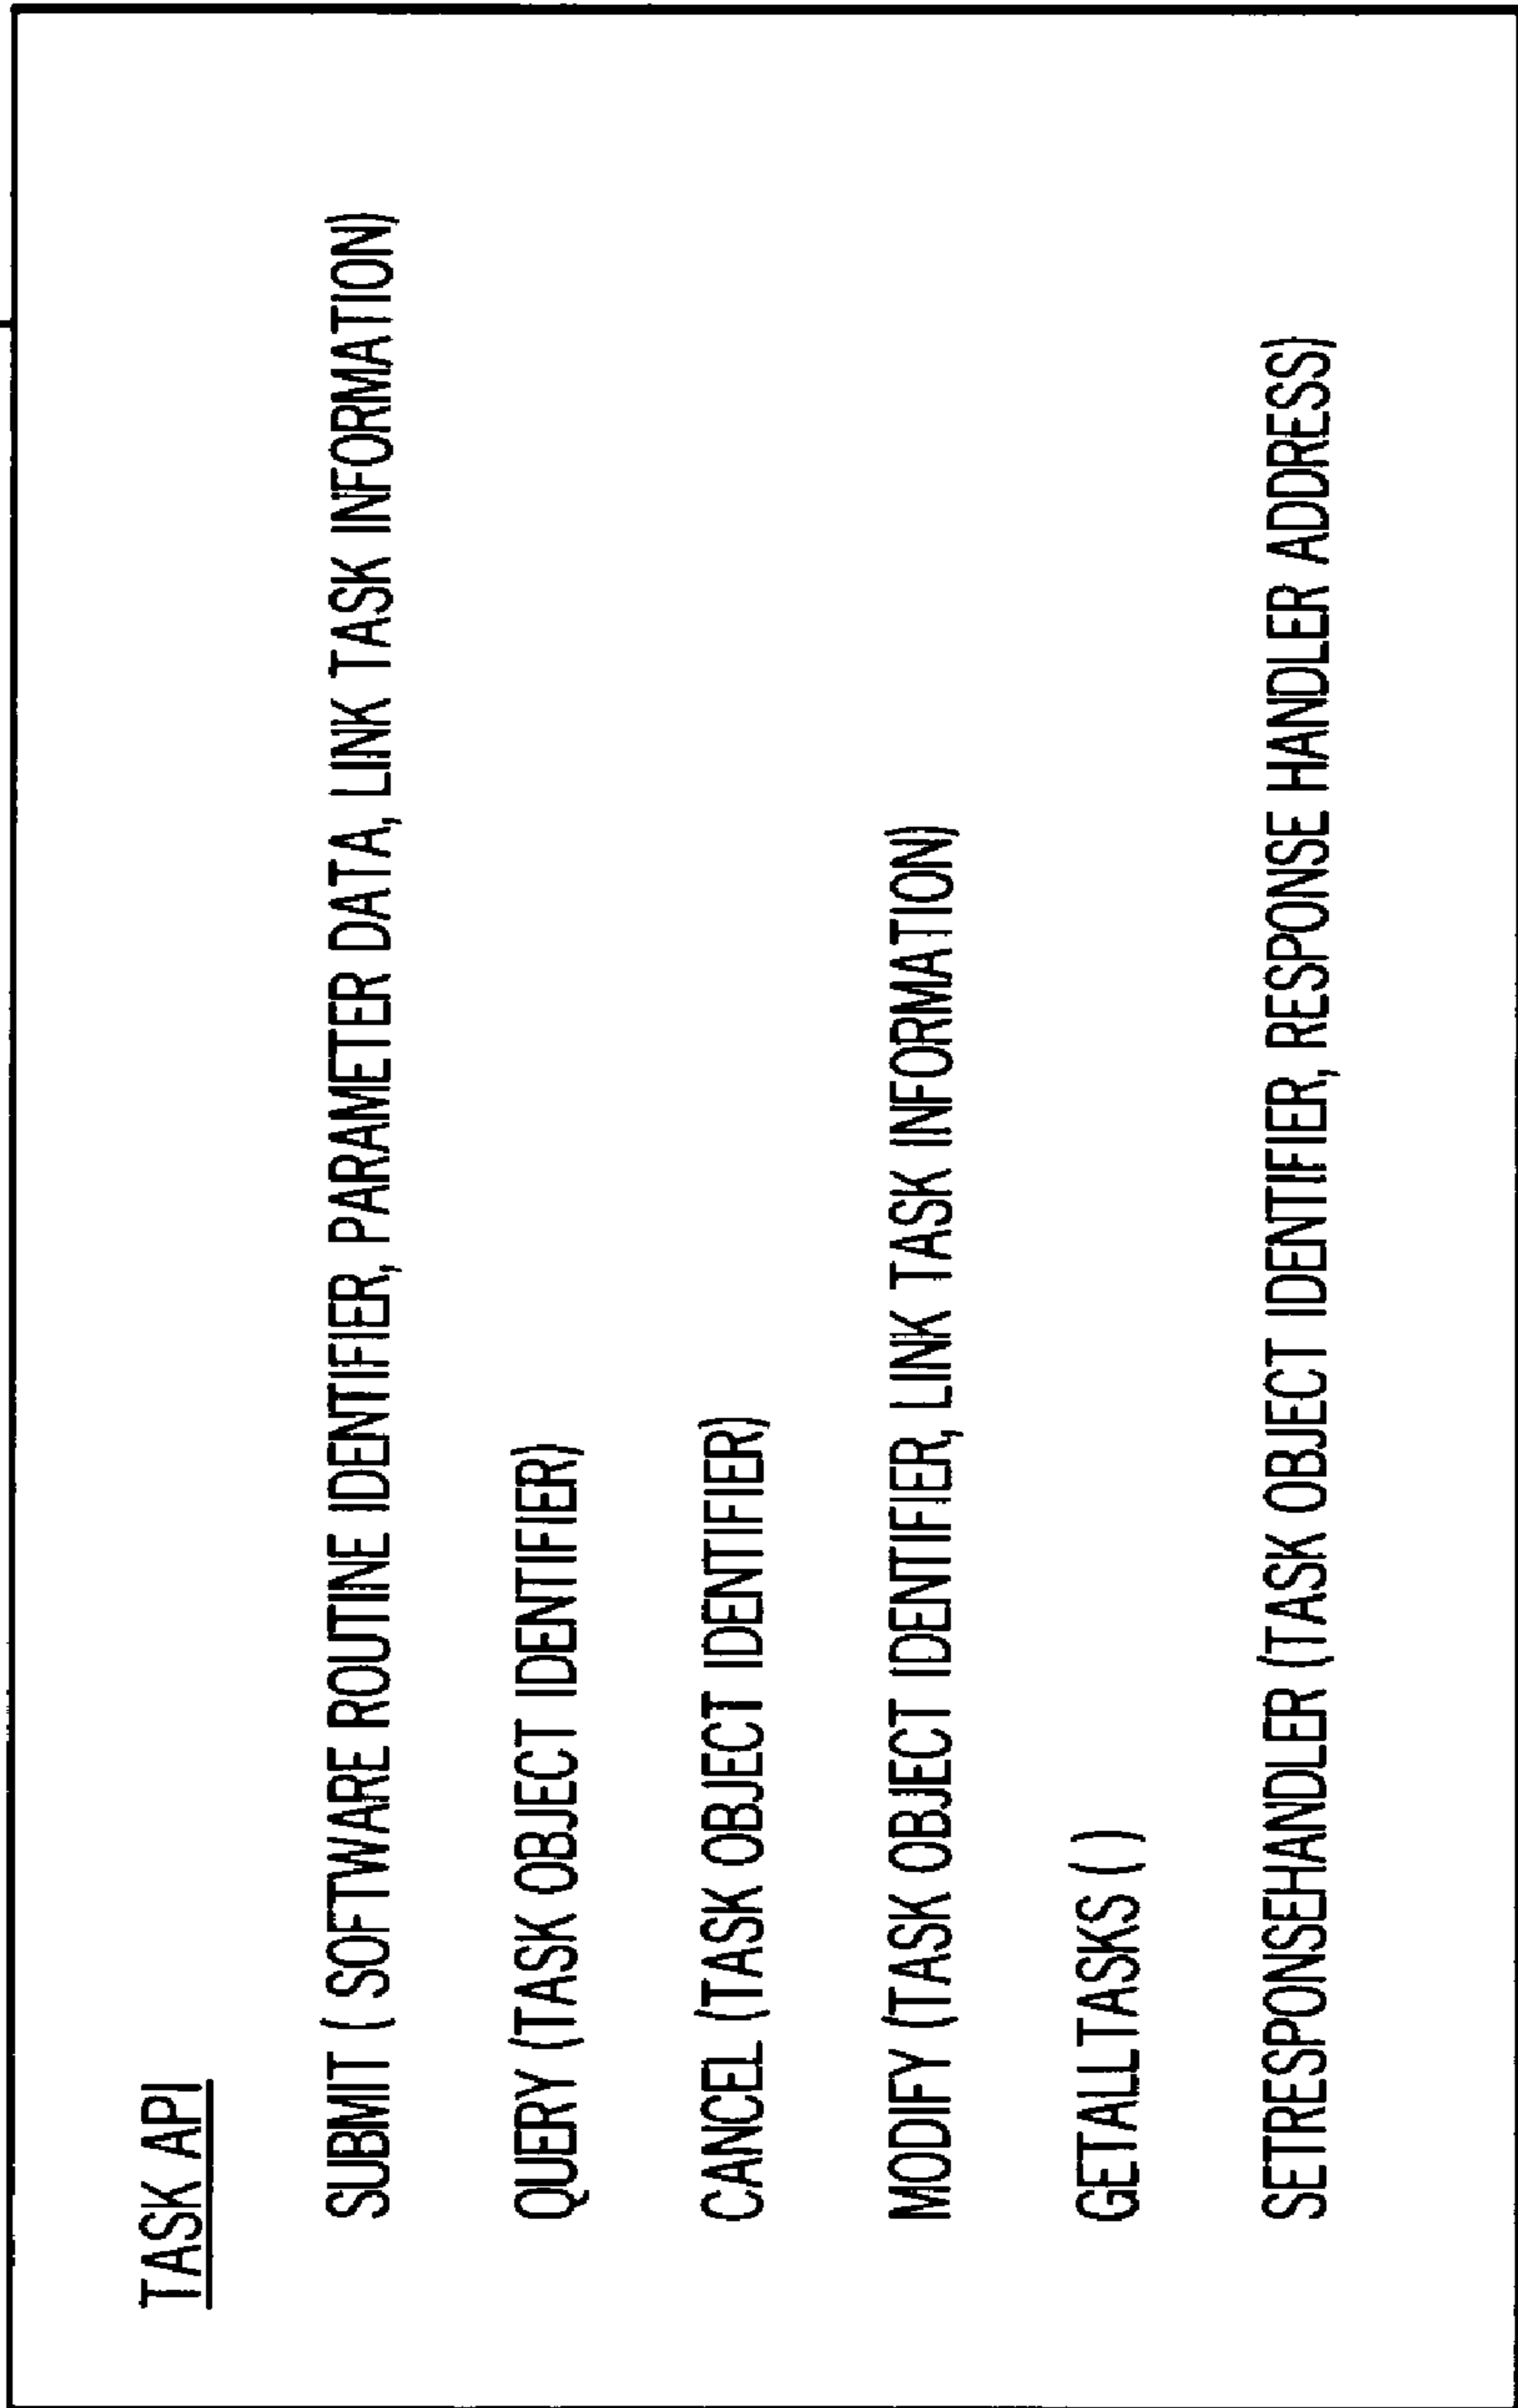 TASK API
SUBMIT ( SOFTWARE ROUTINE IDENTIFIER, PARAMETER DATA, LINK TASK INFORMATION)
QUERY (TASK OBJECT IDENTIFIER)
CANCEL (TASK OBJECT IDENTIFIER)
MODIFY (TASK OBJECT IDENTIFIER, LINK TASK INFORMATION)
GETALLTASKS ( )
SETRESPONSEHANDLER (TASK OBJECT IDENTIFIER, RESPONSE HANDLER ADDRESS)